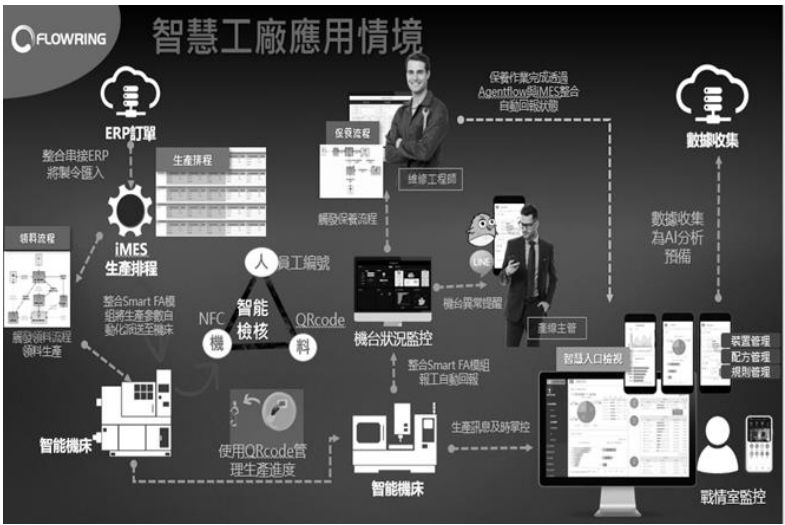 FLOWRING
智慧工廠應用情境
ERP訂單
整合串接ERP
將製令匯入
生產排程
iMES
生產排程
領料流程
觸發領料流程
領料生產
整合Smart FA模
組將生產參數自
動化派送至機床
智能機床
人
員工編號
智能
檢核
NFC
機
QRcode
料
使用QRcode管
理生產進度
保養流程
維修工程師
觸發保養流程
保養作業完成透過
Agentflow與iMES整合
自動回報狀態
機台狀況監控
LINE
機台異常提醒
產線主管
整合Smart FA模組
報工自動回報
智能機床
生產訊息及時掌控
數據收集
數據收集
為AI分析
預備
智慧入口檢視
裝置管理
配方管理
規則管理
戰情室監控